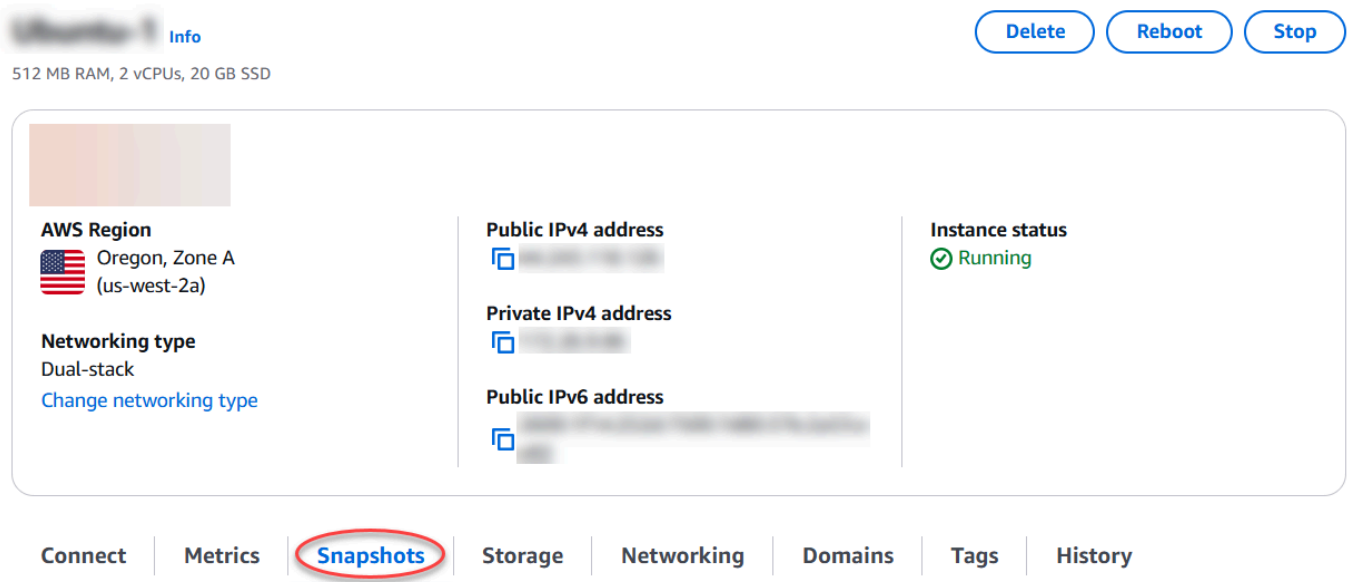 Info
Delete
Reboot
Stop
512 MB RAM, 2 vCPUs, 20 GB SSD
AWS Region
Oregon, Zone A
(us-west-2a)
Networking type
Dual-stack
Change networking type
Public IPv4 address
Private IPv4 address
Public IPv6 address
Instance status
Running
Connect
Metrics
Snapshots
Storage
Networking
Domains
Tags
History